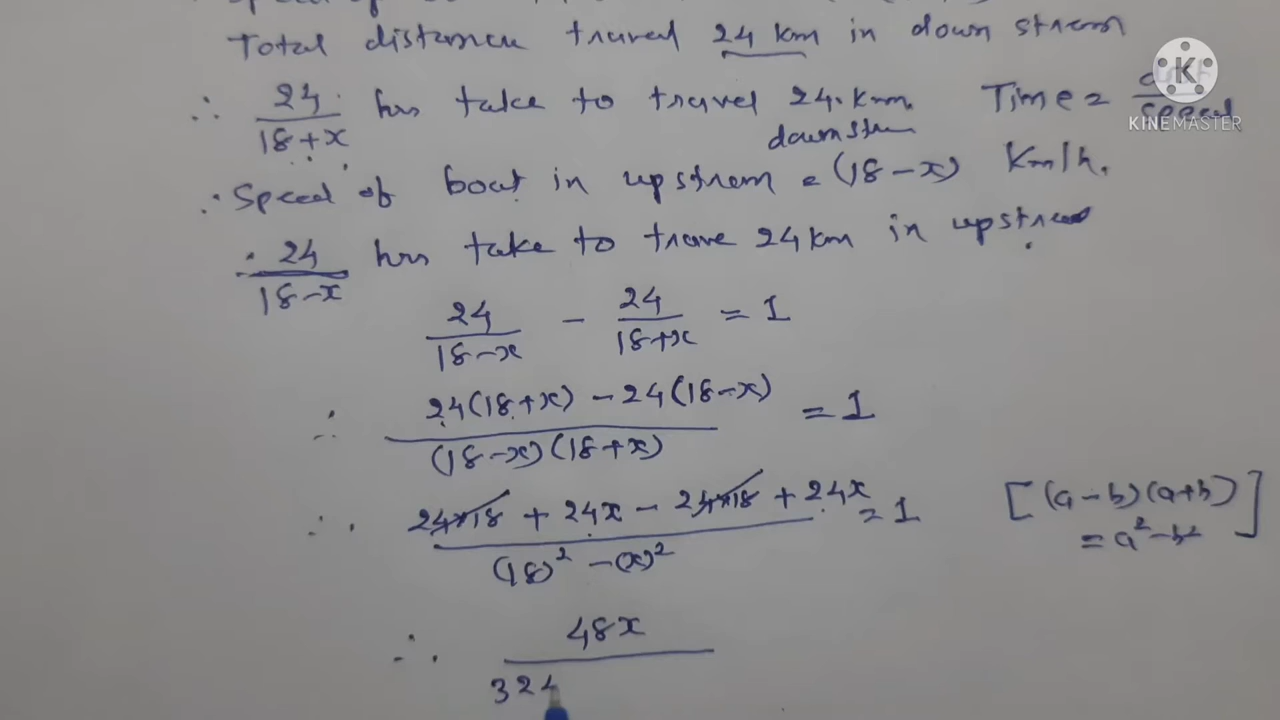 Total distance travel 24 km in down stream
∴ 24/18+x hrs take to travel 24 km. Time = /speed
downstre
∴ Speed of boat in upstrem = (18-x) Km/h.
∴ 24/18-x hrs take to trave 24 km in upstream
24/18-x - 24/18+x = 1
∴ 24(18+x) - 24(18-x)/(18-x)(18+x) = 1
∴ 24×18 + 24x - 24×18 + 24x/(18)² - (x)² = 1 [(a-b)(a+b)
= a²-b²]
∴ 48x/324
K
KINEMASTER